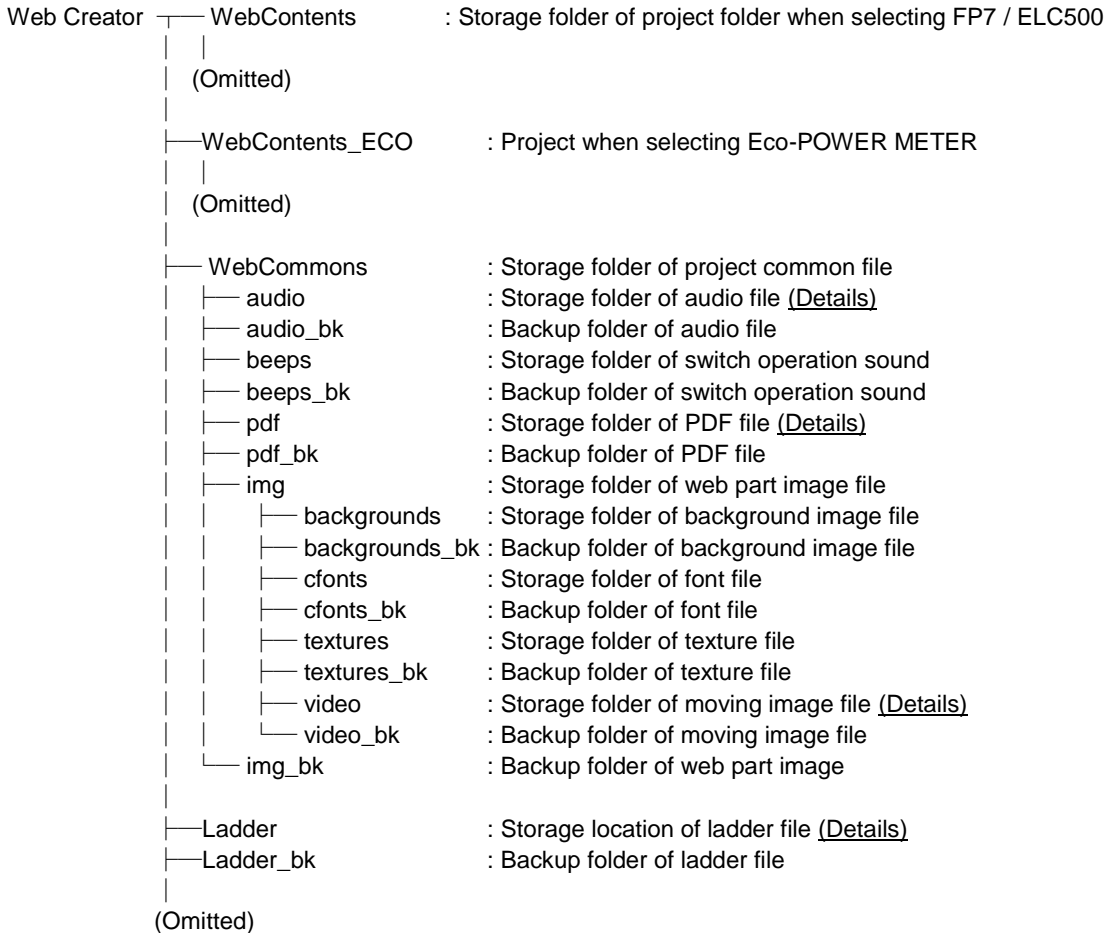 Web Creator WebContents : Storage folder of project folder when selecting FP7 / ELC500
(Omitted)
WebContents_ECO : Project when selecting Eco-POWER METER
(Omitted)
WebCommons : Storage folder of project common file
audio : Storage folder of audio file (Details)
audio_bk : Backup folder of audio file
beeps : Storage folder of switch operation sound
beeps_bk : Backup folder of switch operation sound
pdf : Storage folder of PDF file (Details)
pdf_bk : Backup folder of PDF file
img : Storage folder of web part image file
backgrounds : Storage folder of background image file
backgrounds_bk : Backup folder of background image file
cfonts : Storage folder of font file
cfonts_bk : Backup folder of font file
textures : Storage folder of texture file
textures_bk : Backup folder of texture file
video : Storage folder of moving image file (Details)
video_bk : Backup folder of moving image file
img_bk : Backup folder of web part image
Ladder : Storage location of ladder file (Details)
Ladder_bk : Backup folder of ladder file
(Omitted)